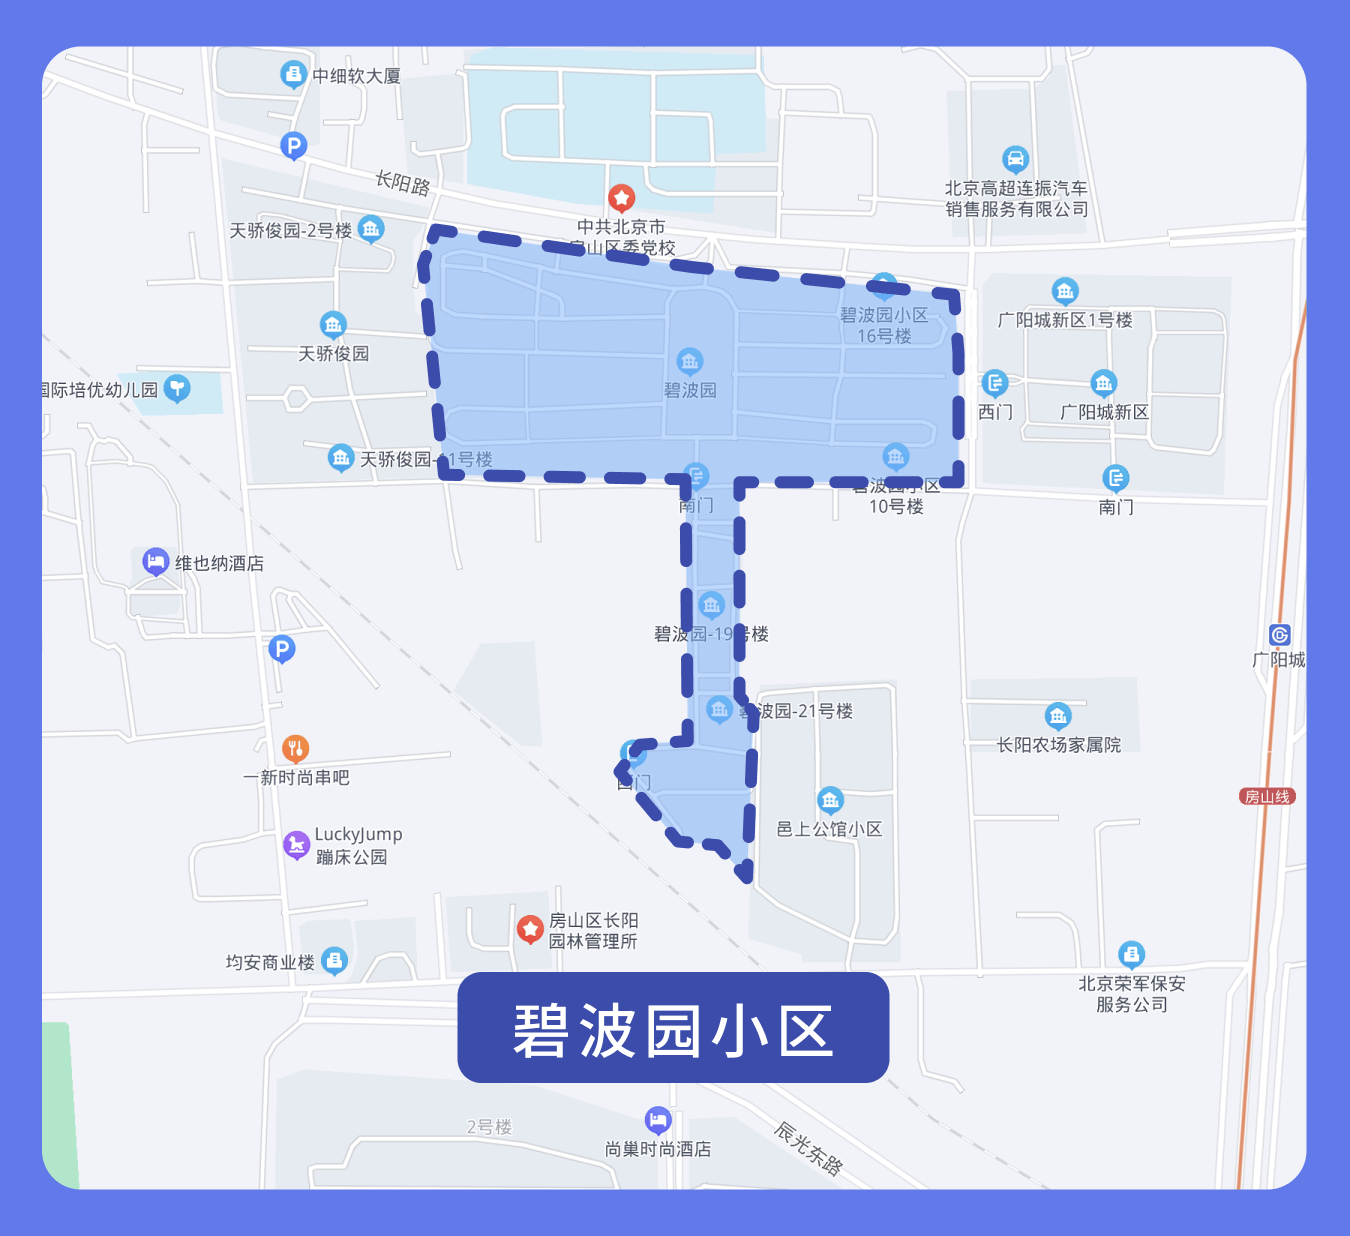 中细软大厦
P
长阳路
北京高超连振汽车
销售服务有限公司
中共北京市
房山区委党校
天骄俊园-2号楼
碧波园小区
16号楼
广阳城新区1号楼
天骄俊园
碧波园
国际培优幼儿园
西门
广阳城新区
天骄俊园-11号楼
碧波园小区
10号楼
南门
南门
维也纳酒店
碧波园-19号楼
P
广阳城
碧波园-21号楼
长阳农场家属院
西门
一新时尚串吧
房山线
邑上公馆小区
LuckyJump
蹦床公园
房山区长阳
园林管理所
均安商业楼
北京荣军保安
服务公司
碧波园小区
2号楼
尚巢时尚酒店
辰光东路